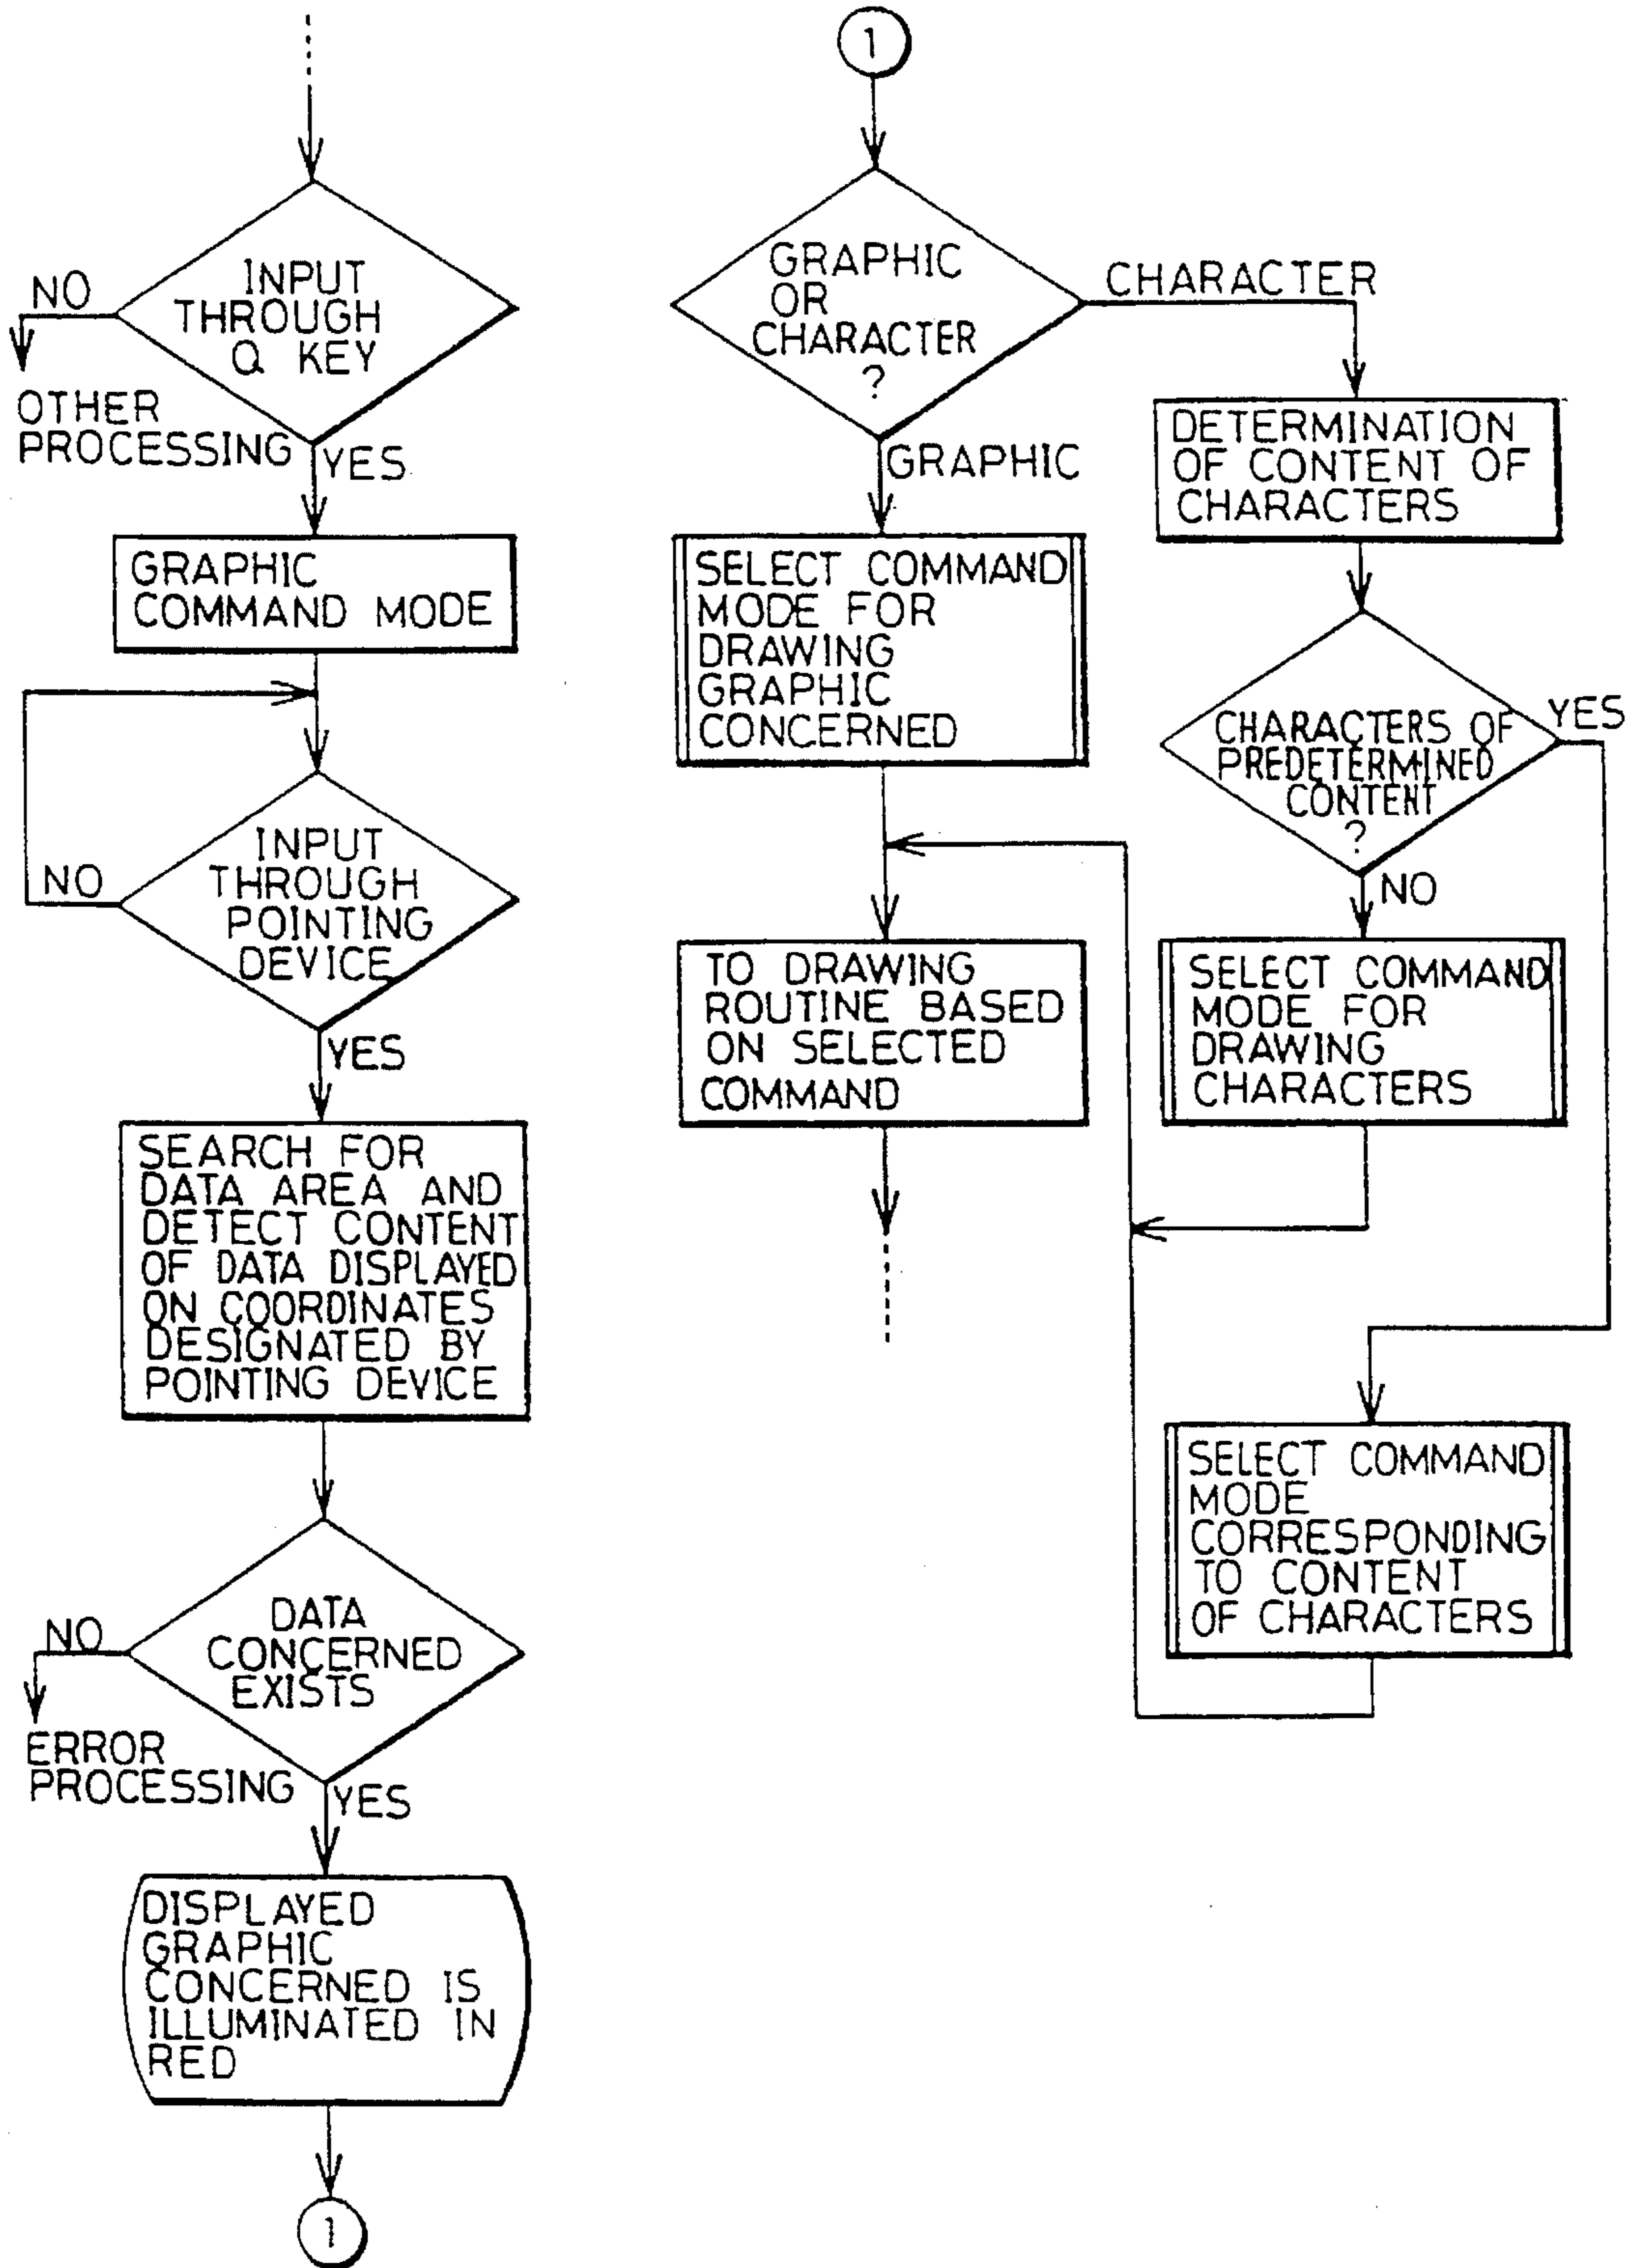 INPUT
THROUGH
Q KEY
NO
OTHER
PROCESSING
YES
GRAPHIC
COMMAND MODE
INPUT
THROUGH
POINTING
DEVICE
NO
YES
SEARCH FOR
DATA AREA AND
DETECT CONTENT
OF DATA DISPLAYED
ON COORDINATES
DESIGNATED BY
POINTING DEVICE
DATA
CONCERNED
EXISTS
NO
ERROR
PROCESSING
YES
DISPLAYED
GRAPHIC
CONCERNED IS
ILLUMINATED IN
RED
1
1
GRAPHIC
OR
CHARACTER
?
CHARACTER
GRAPHIC
SELECT COMMAND
MODE FOR
DRAWING
GRAPHIC
CONCERNED
TO DRAWING
ROUTINE BASED
ON SELECTED
COMMAND
DETERMINATION
OF CONTENT OF
CHARACTERS
CHARACTERS OF
PREDETERMINED
CONTENT
?
YES
NO
SELECT COMMAND
MODE FOR
DRAWING
CHARACTERS
SELECT COMMAND
MODE
CORRESPONDING
TO CONTENT
OF CHARACTERS